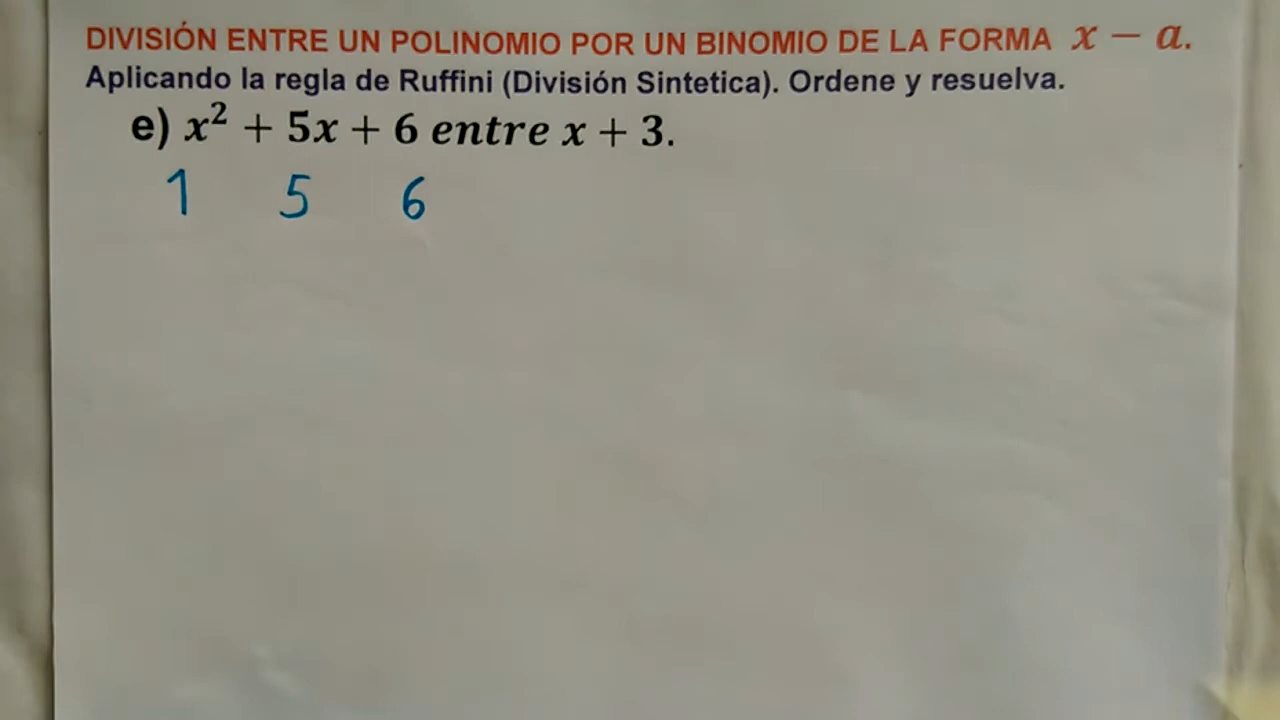 DIVISIÓN ENTRE UN POLINOMIO POR UN BINOMIO DE LA FORMA x − a.
Aplicando la regla de Ruffini (División Sintetica). Ordene y resuelva.
e) x² + 5x + 6 entre x + 3.
1 5 6